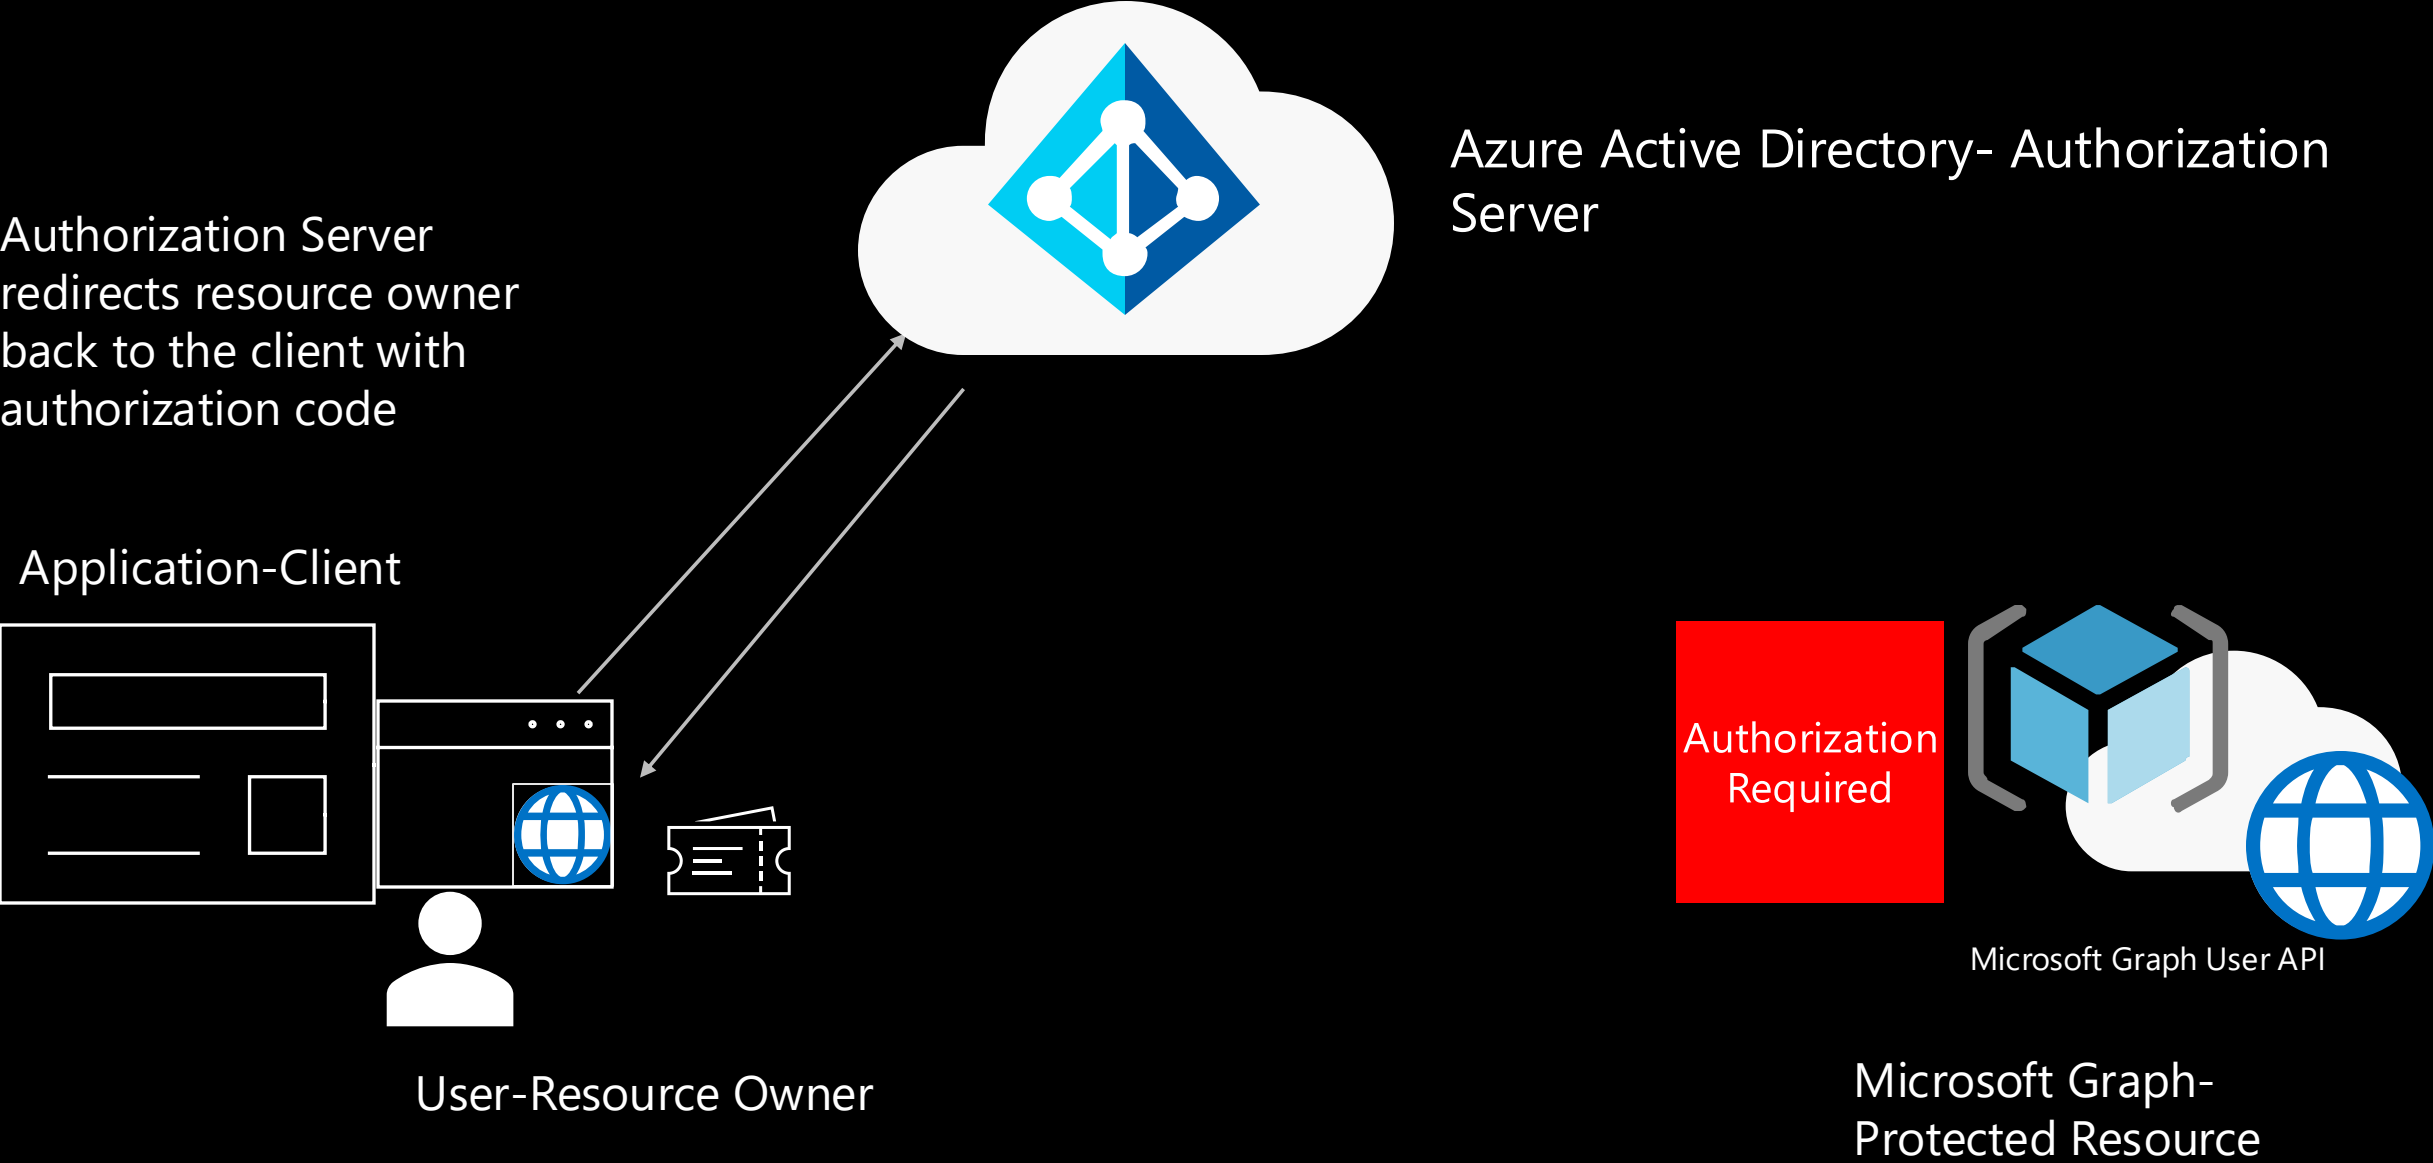 Azure Active Directory- Authorization
Server
Authorization Server
redirects resource owner
back to the client with
authorization code
Application-Client
Authorization
Required
Microsoft Graph User API
User-Resource Owner
Microsoft Graph-
Protected Resource